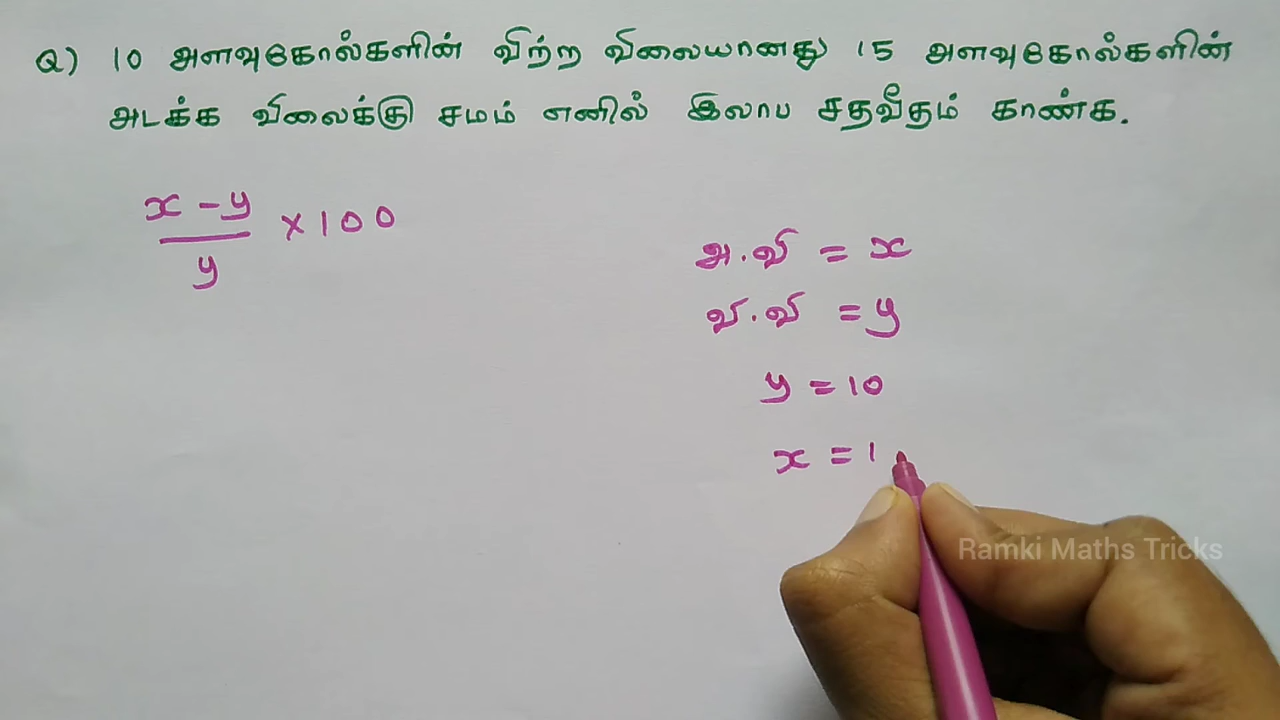 Q) 10 அளவுகோல்களின் விற்ற விலையானது 15 அளவுகோல்களின்
அடக்க விலைக்கு சமம் எனில் இலாப சதவீதம் காண்க.
x - y
y
× 100
அ.வி = x
வி.வி = y
y = 10
x = 1
Ramki Maths Tricks